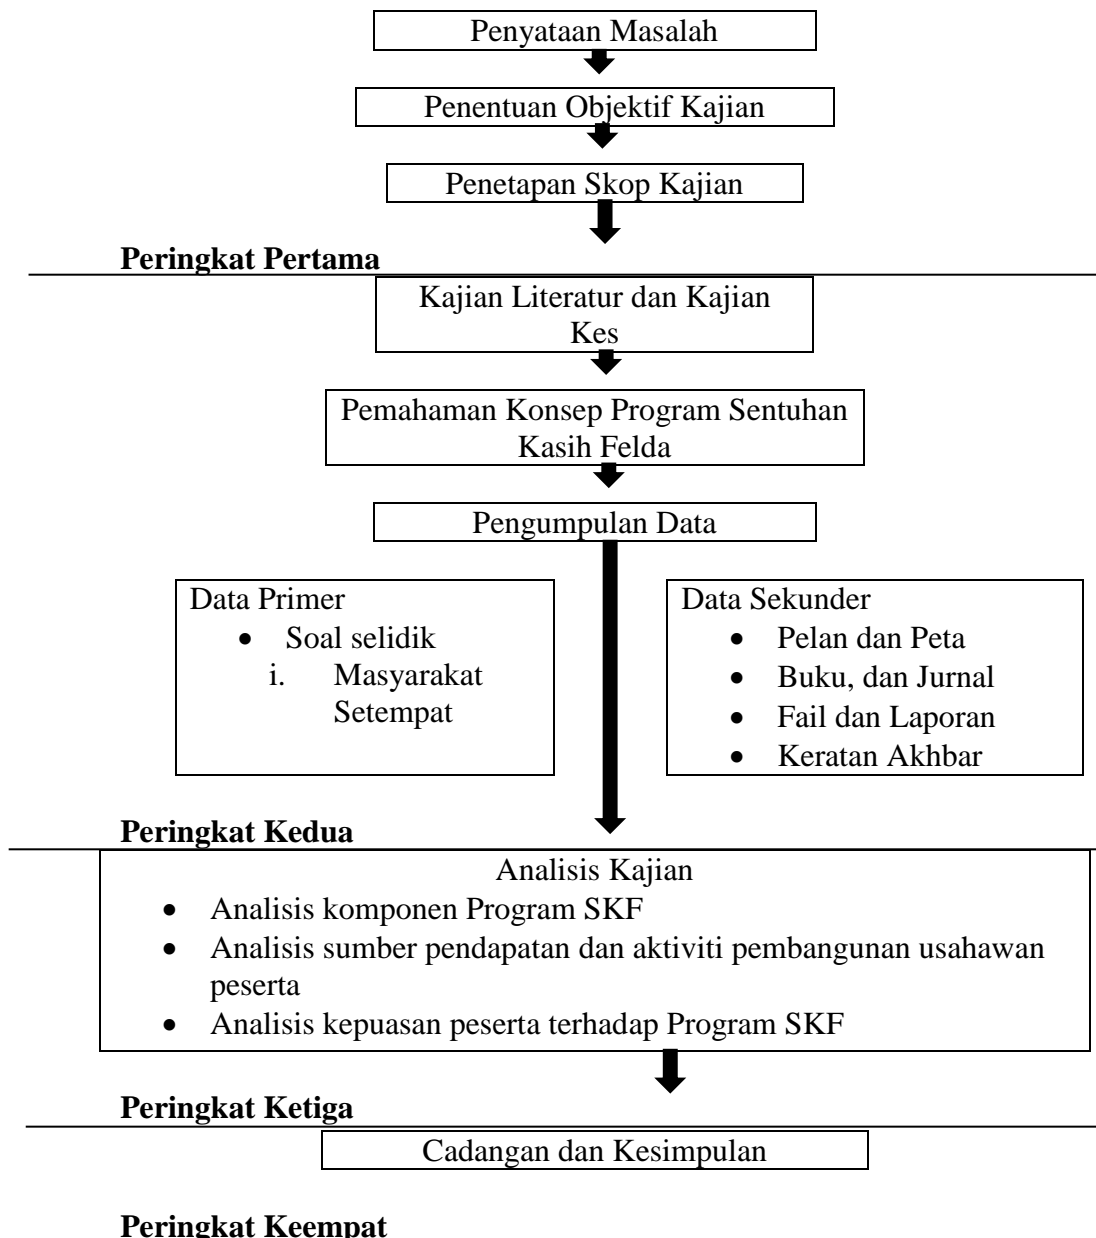 Penyataan Masalah
Penentuan Objektif Kajian
Penetapan Skop Kajian
Peringkat Pertama
Kajian Literatur dan Kajian
Kes
Pemahaman Konsep Program Sentuhan
Kasih Felda
Pengumpulan Data
Data Primer
• Soal selidik
i. Masyarakat
Setempat
Data Sekunder
• Pelan dan Peta
• Buku, dan Jurnal
• Fail dan Laporan
• Keratan Akhbar
Peringkat Kedua
Analisis Kajian
• Analisis komponen Program SKF
• Analisis sumber pendapatan dan aktiviti pembangunan usahawan
peserta
• Analisis kepuasan peserta terhadap Program SKF
Peringkat Ketiga
Cadangan dan Kesimpulan
Peringkat Keempat